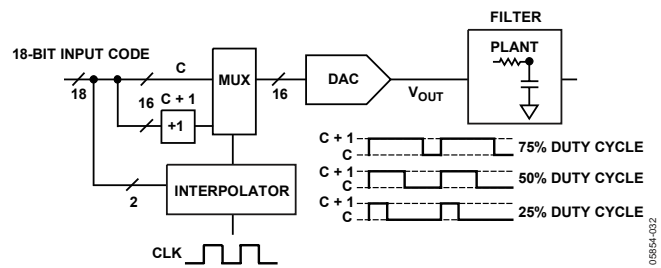 FILTER
PLANT
18-BIT INPUT CODE
C
MUX
DAC
18
16
C + 1
16
V_OUT
+1
C + 1
C
75% DUTY CYCLE
C + 1
C
50% DUTY CYCLE
INTERPOLATOR
2
C + 1
C
25% DUTY CYCLE
CLK
05854-032